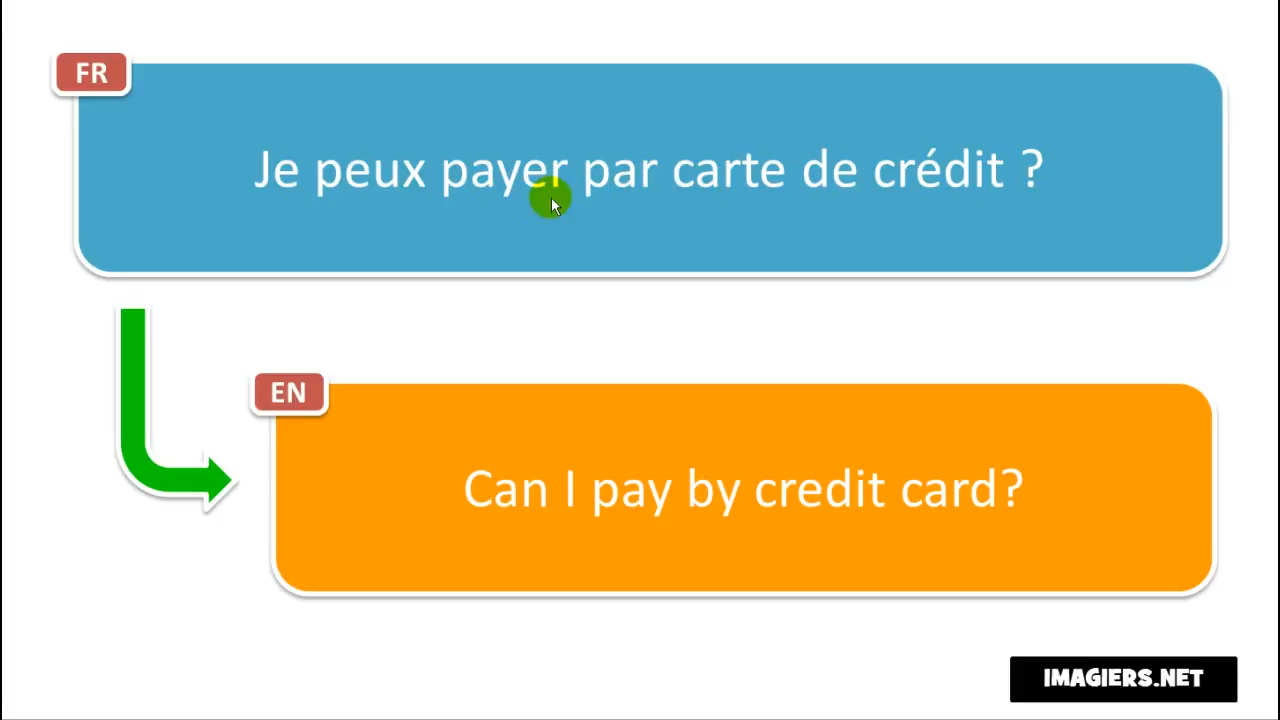 FR
Je peux payer par carte de crédit ?
EN
Can I pay by credit card?
IMAGIERS.NET